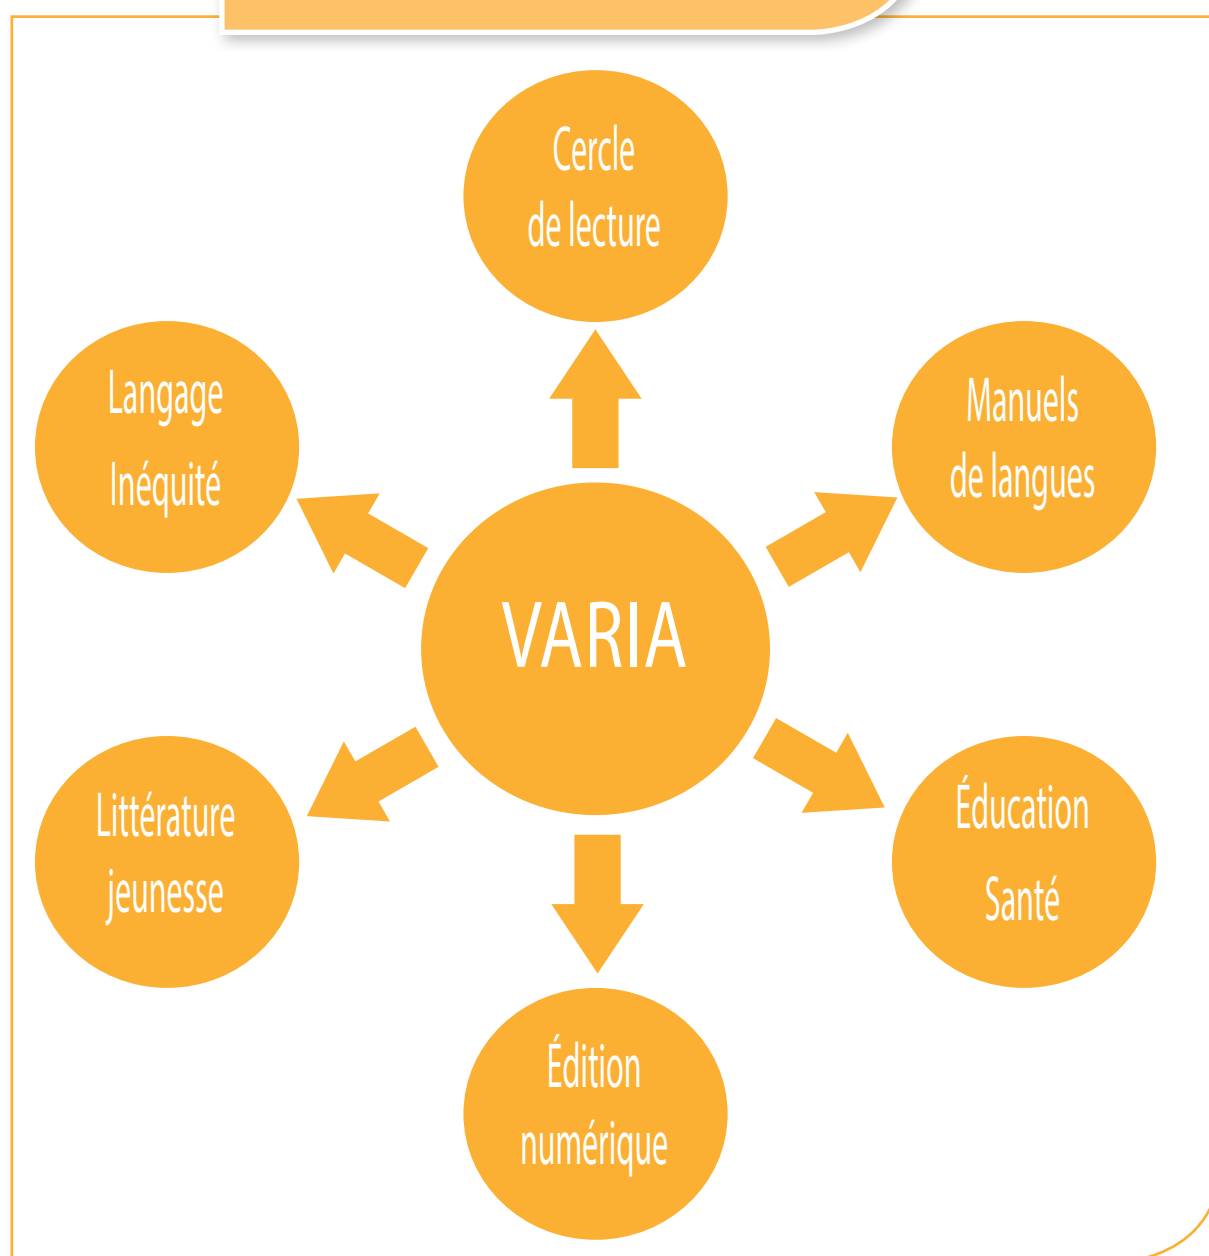 Cercle
de lecture
Langage
Inéquité
Manuels
de langues
VARIA
Littérature
jeunesse
Éducation
Santé
Édition
numérique